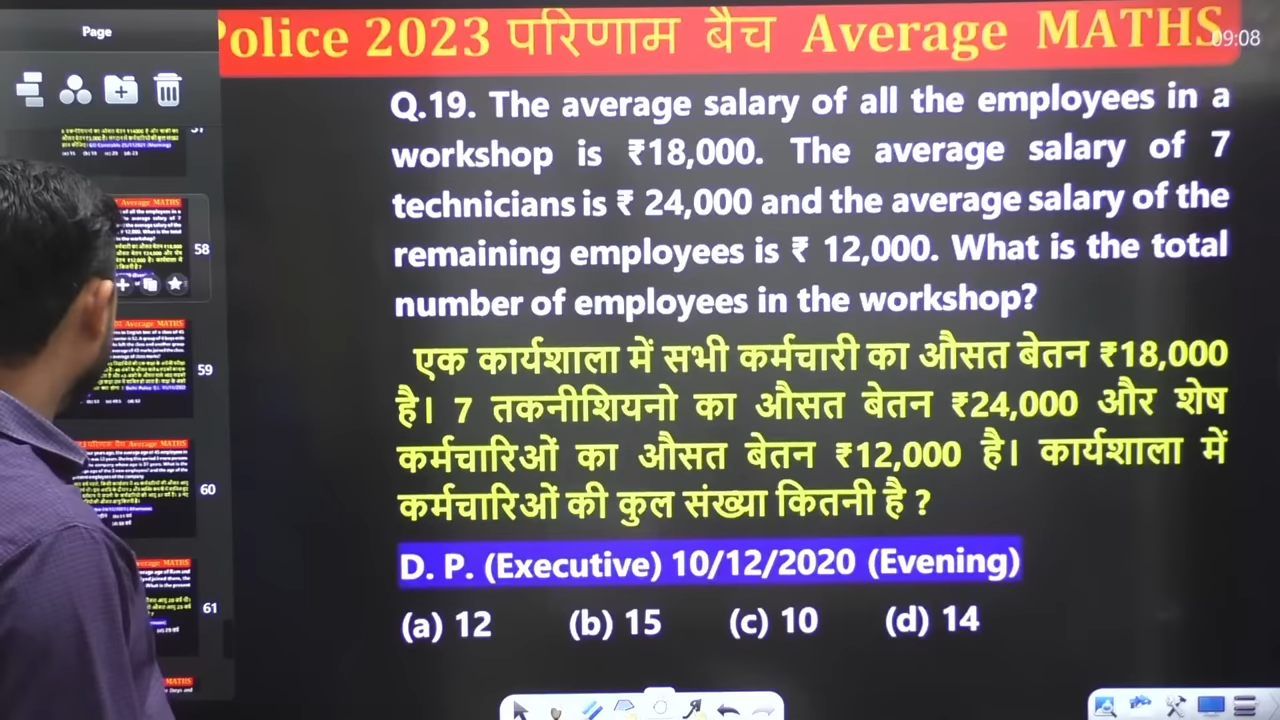 Police 2023 परिणाम बैच Average MATHS
09:08
Page
Q.19. The average salary of all the employees in a
workshop is ₹18,000. The average salary of 7
technicians is ₹ 24,000 and the average salary of the
remaining employees is ₹ 12,000. What is the total
number of employees in the workshop?
एक कार्यशाला में सभी कर्मचारी का औसत बेतन ₹18,000
है। 7 तकनीशियनो का औसत बेतन ₹24,000 और शेष
कर्मचारिओं का औसत बेतन ₹12,000 है। कार्यशाला में
कर्मचारिओं की कुल संख्या कितनी है ?
D. P. (Executive) 10/12/2020 (Evening)
(a) 12 (b) 15 (c) 10 (d) 14
58
Average MATHS
59
60
61